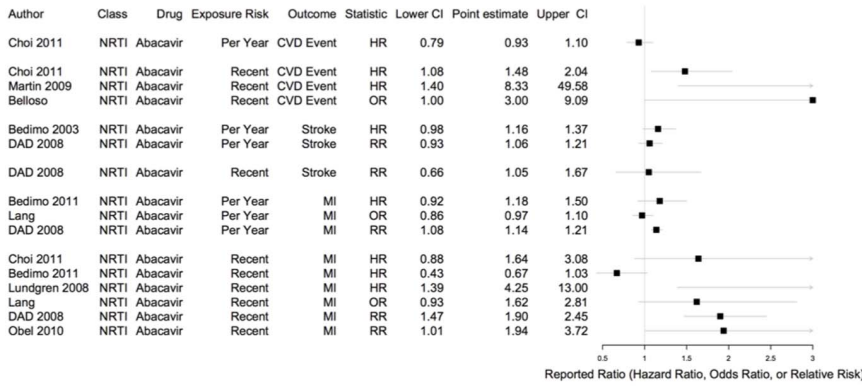 Author Class Drug Exposure Risk Outcome Statistic Lower CI Point estimate Upper CI
Choi 2011 NRTI Abacavir Per Year CVD Event HR 0.79 0.93 1.10
Choi 2011 NRTI Abacavir Recent CVD Event HR 1.08 1.48 2.04
Martin 2009 NRTI Abacavir Recent CVD Event HR 1.40 8.33 49.58
Belloso NRTI Abacavir Recent CVD Event OR 1.00 3.00 9.09
Bedimo 2003 NRTI Abacavir Per Year Stroke HR 0.98 1.16 1.37
DAD 2008 NRTI Abacavir Per Year Stroke RR 0.93 1.06 1.21
DAD 2008 NRTI Abacavir Recent Stroke RR 0.66 1.05 1.67
Bedimo 2011 NRTI Abacavir Per Year MI HR 0.92 1.18 1.50
Lang NRTI Abacavir Per Year MI OR 0.86 0.97 1.10
DAD 2008 NRTI Abacavir Per Year MI RR 1.08 1.14 1.21
Choi 2011 NRTI Abacavir Recent MI HR 0.88 1.64 3.08
Bedimo 2011 NRTI Abacavir Recent MI HR 0.43 0.67 1.03
Lundgren 2008 NRTI Abacavir Recent MI HR 1.39 4.25 13.00
Lang NRTI Abacavir Recent MI OR 0.93 1.62 2.81
DAD 2008 NRTI Abacavir Recent MI RR 1.47 1.90 2.45
Obel 2010 NRTI Abacavir Recent MI RR 1.01 1.94 3.72
0.5 1 2 3
Reported Ratio (Hazard Ratio, Odds Ratio, or Relative Risk)